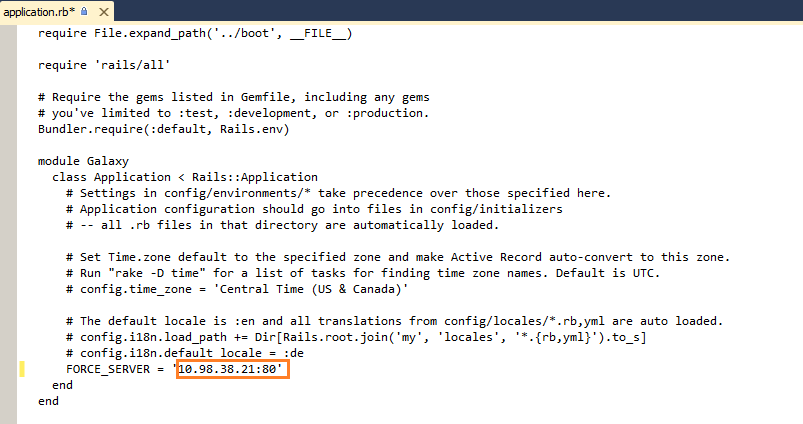 application.rb*
require File.expand_path('../boot', __FILE__)
require 'rails/all'
# Require the gems listed in Gemfile, including any gems
# you've limited to :test, :development, or :production.
Bundler.require(:default, Rails.env)
module Galaxy
class Application < Rails::Application
# Settings in config/environments/* take precedence over those specified here.
# Application configuration should go into files in config/initializers
# -- all .rb files in that directory are automatically loaded.
# Set Time.zone default to the specified zone and make Active Record auto-convert to this zone.
# Run "rake -D time" for a list of tasks for finding time zone names. Default is UTC.
# config.time_zone = 'Central Time (US & Canada)'
# The default locale is :en and all translations from config/locales/*.rb,yml are auto loaded.
# config.i18n.load_path += Dir[Rails.root.join('my', 'locales', '*.{rb,yml}').to_s]
# config.i18n.default_locale = :de
FORCE_SERVER = '10.98.38.21:80'
end
end